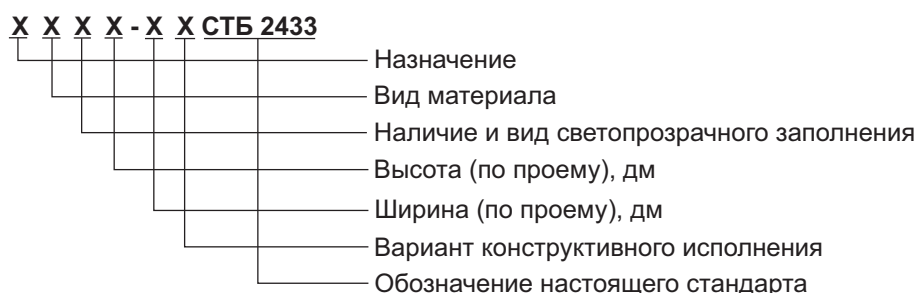 Х Х Х Х - Х Х СТБ 2433
Назначение
Вид материала
Наличие и вид светопрозрачного заполнения
Высота (по проему), дм
Ширина (по проему), дм
Вариант конструктивного исполнения
Обозначение настоящего стандарта